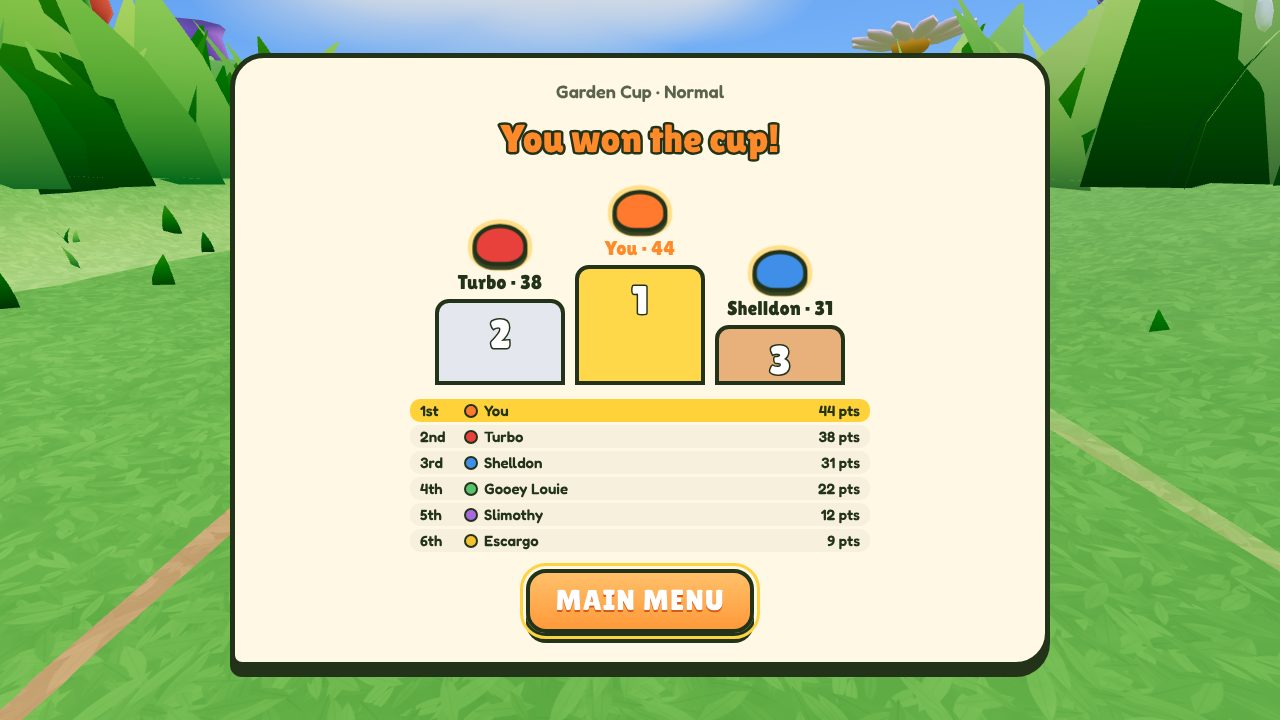 Garden Cup · Normal
You won the cup!
You · 44
Turbo · 38
Shelldon · 31
1
2
3
1st You 44 pts
2nd Turbo 38 pts
3rd Shelldon 31 pts
4th Gooey Louie 22 pts
5th Slimothy 12 pts
6th Escargo 9 pts
MAIN MENU